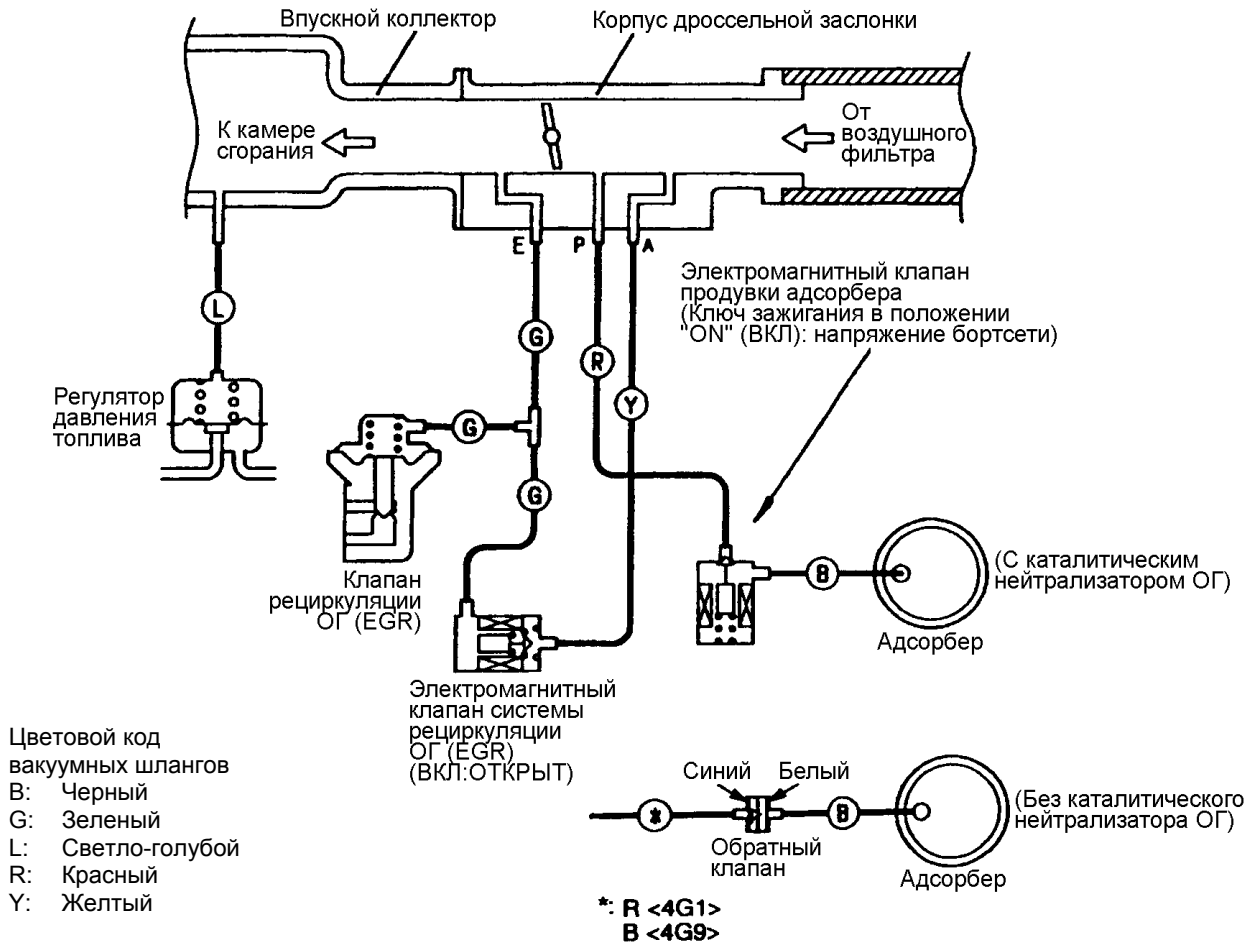 Впускной коллектор
Корпус дроссельной заслонки
К камере
сгорания
От
воздушного
фильтра
E
P
A
Электромагнитный клапан
продувки адсорбера
(Ключ зажигания в положении
"ON" (ВКЛ): напряжение бортсети)
L
G
R
Y
Регулятор
давления
топлива
G
G
B
(С каталитическим
нейтрализатором ОГ)
Адсорбер
Клапан
рециркуляции
ОГ (EGR)
Электромагнитный
клапан системы
рециркуляции
ОГ (EGR)
(ВКЛ:ОТКРЫТ)
Цветовой код
вакуумных шлангов
B: Черный
G: Зеленый
L: Светло-голубой
R: Красный
Y: Желтый
Синий
Белый
*
B
(Без каталитического
нейтрализатора ОГ)
Обратный
клапан
Адсорбер
*: R <4G1>
B <4G9>